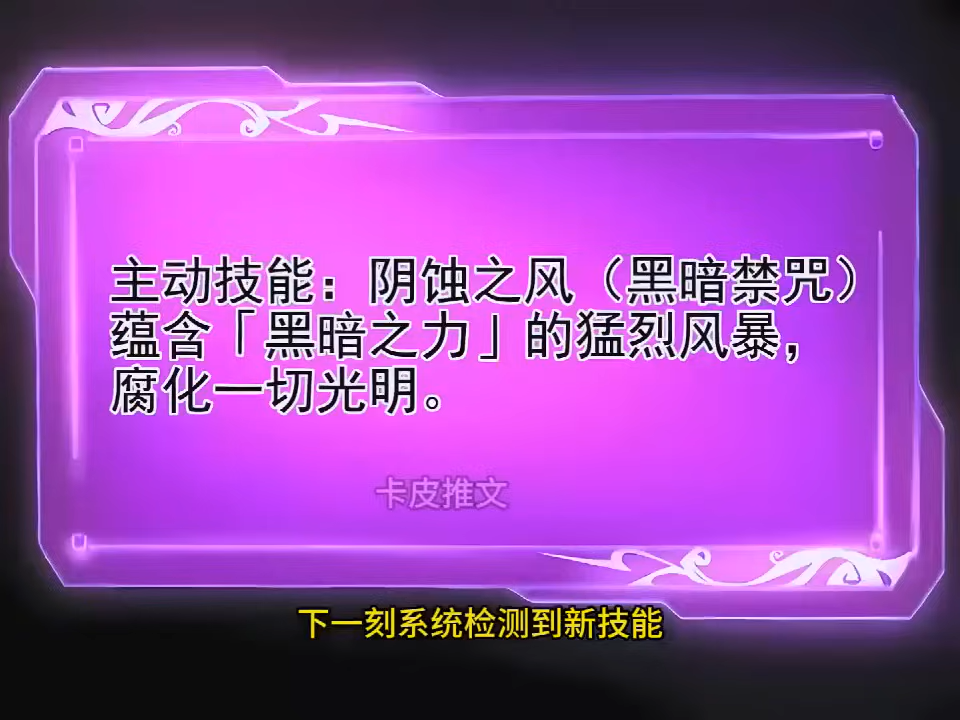 主动技能：阴蚀之风（黑暗禁咒）
蕴含「黑暗之力」的猛烈风暴，
腐化一切光明。
卡皮推文
下一刻系统检测到新技能